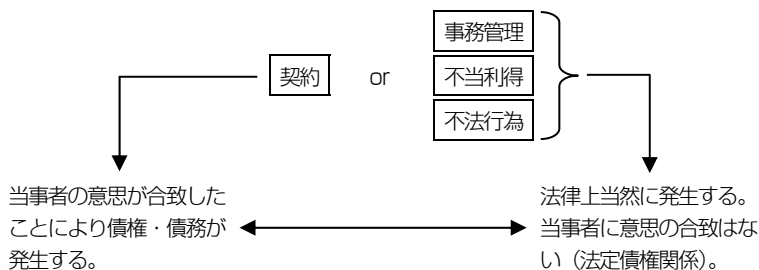 事務管理
契約 or 不当利得
不法行為
当事者の意思が合致した
ことにより債権・債務が
発生する。
法律上当然に発生する。
当事者に意思の合致はな
い（法定債権関係）。